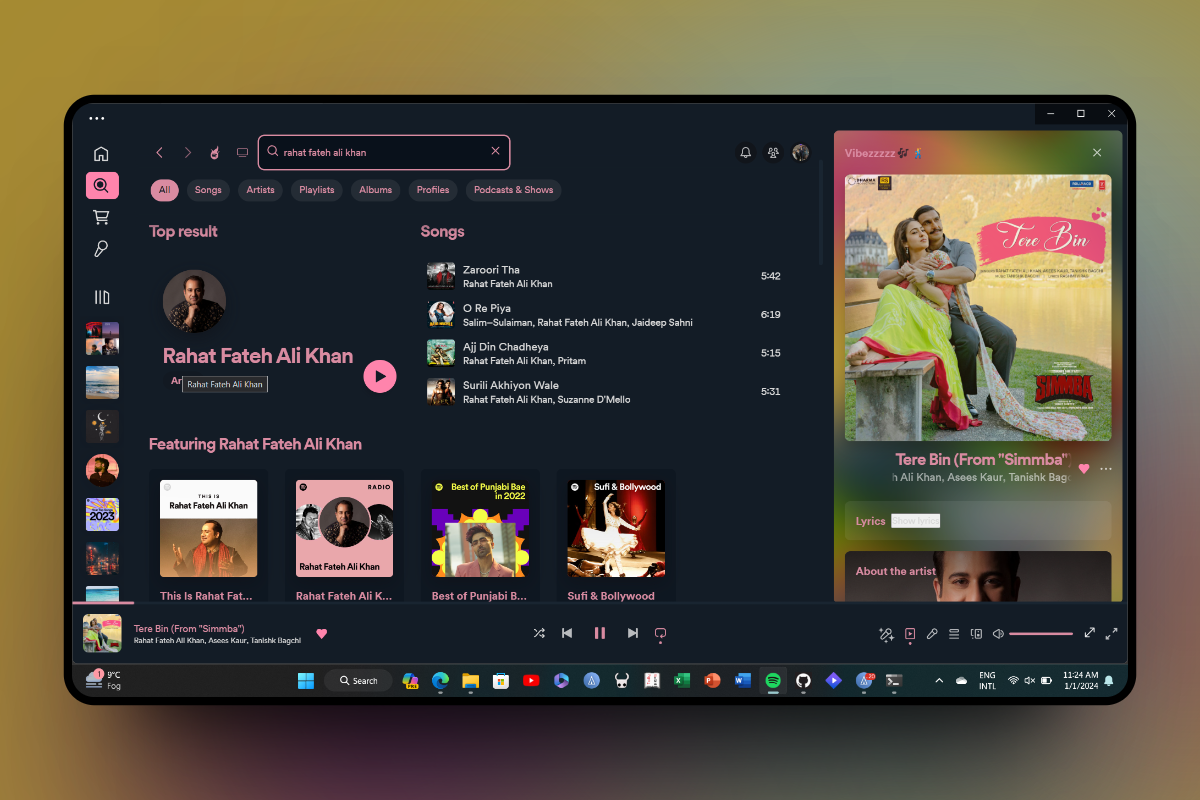 rahat fateh ali khan
All
Songs
Artists
Playlists
Albums
Profiles
Podcasts & Shows
Top result
Rahat Fateh Ali Khan
Ar
Rahat Fateh Ali Khan
Songs
Zaroori Tha
Rahat Fateh Ali Khan
5:42
O Re Piya
Salim–Sulaiman, Rahat Fateh Ali Khan, Jaideep Sahni
6:19
Ajj Din Chadheya
Rahat Fateh Ali Khan, Pritam
5:15
Surili Akhiyon Wale
Rahat Fateh Ali Khan, Suzanne D'Mello
5:31
Featuring Rahat Fateh Ali Khan
THIS IS
Rahat Fateh Ali Khan
This Is Rahat Fat...
RADIO
Rahat Fateh Ali Khan
Rahat Fateh Ali K...
Best of Punjabi Bae
in 2022
Best of Punjabi B...
Sufi & Bollywood
Sufi & Bollywood
2023
Vibezzzzz
Tere Bin
SIMMBA
Tere Bin (From "Simmba")
h Ali Khan, Asees Kaur, Tanishk Bagc
Lyrics
Show lyrics
About the artist
Tere Bin (From "Simmba")
Rahat Fateh Ali Khan, Asees Kaur, Tanishk Bagchi
1
9°C
Fog
Search
PRE
20
ENG
INTL
11:24 AM
1/1/2024